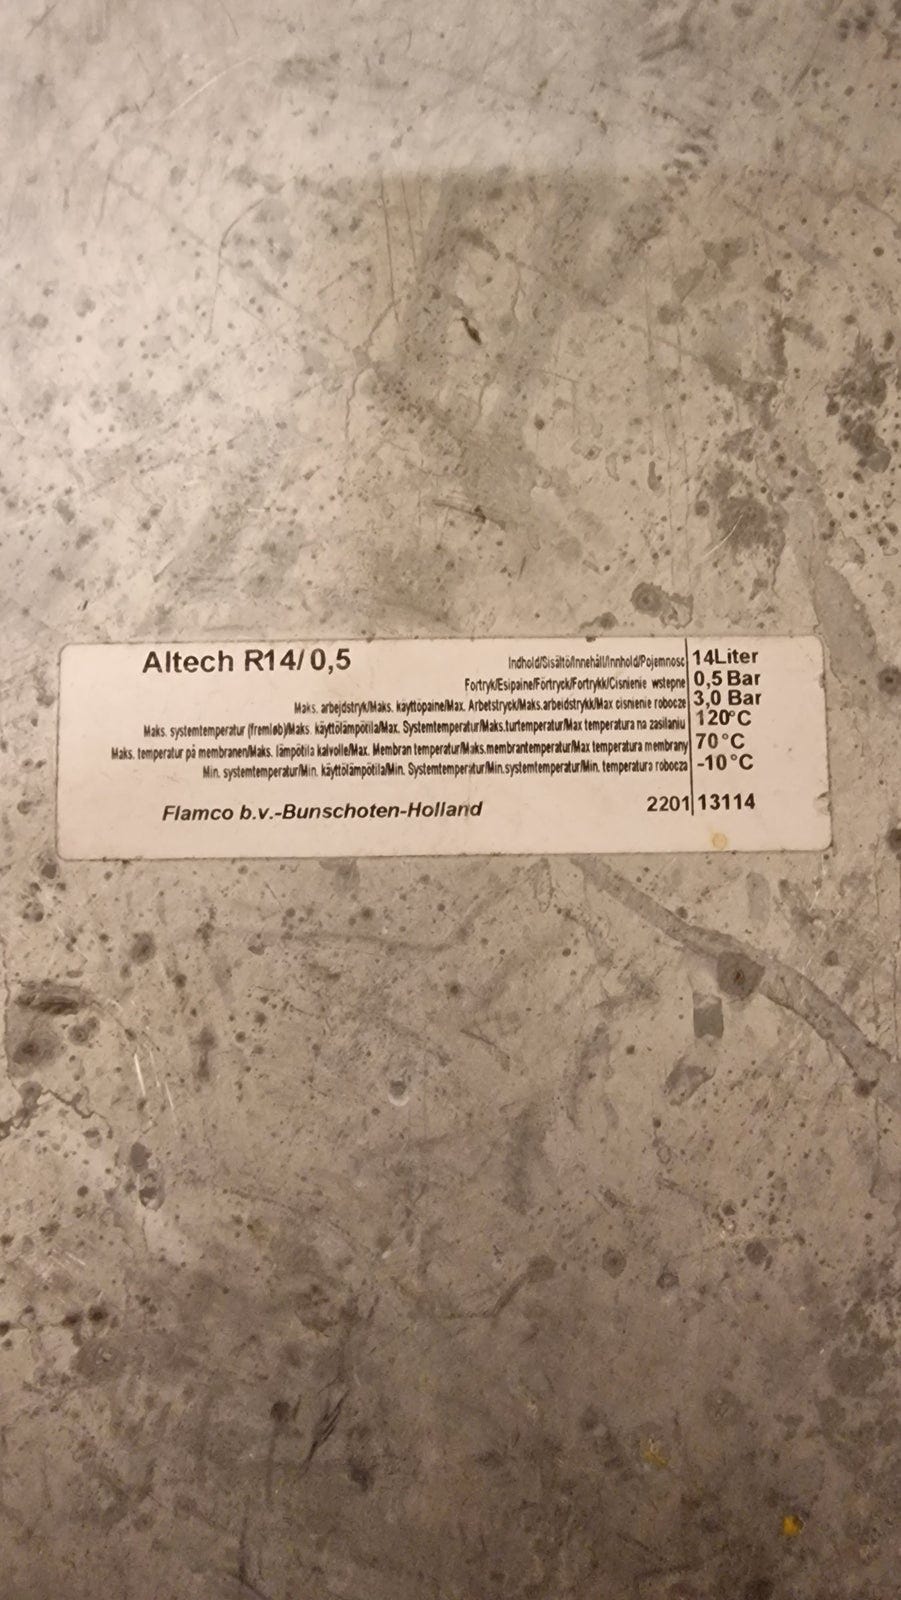 Altech R14/0,5
Indhold/Sisältö/Innehåll/Innhold/Pojemnosc 14Liter
Fortryk/Esipaine/Förtryck/Fortrykk/Cisnienie wstepne 0,5 Bar
Maks. arbejdstryk/Maks. käyttöpaine/Max. Arbetstryck/Maks.arbeidstrykk/Max cisnienie robocze 3,0 Bar
Maks. systemtemperatur (fremløb)/Maks. käyttölämpötila/Max. Systemtemperatur/Maks.turtemperatur/Max temperatura na zasilaniu 120°C
Maks. temperatur på membranen/Maks. lämpötila kalvolle/Max. Membran temperatur/Maks.membrantemperatur/Max temperatura membrany 70°C
Min. systemtemperatur/Min. käyttölämpötila/Min. Systemtemperatur/Min.systemtemperatur/Min. temperatura robocza -10°C
Flamco b.v.-Bunschoten-Holland 2201 13114